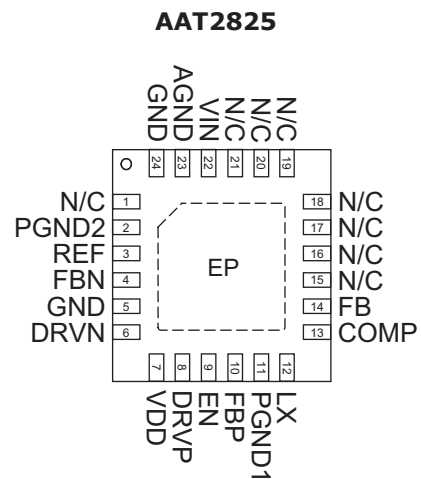 AAT2825
GND
AGND
VIN
N/C
N/C
N/C
24
23
22
21
20
19
N/C 1
PGND2 2
REF 3
FBN 4
GND 5
DRVN 6
EP
18 N/C
17 N/C
16 N/C
15 N/C
14 FB
13 COMP
7
8
9
10
11
12
VDD
DRVP
EN
FBP
PGND1
LX